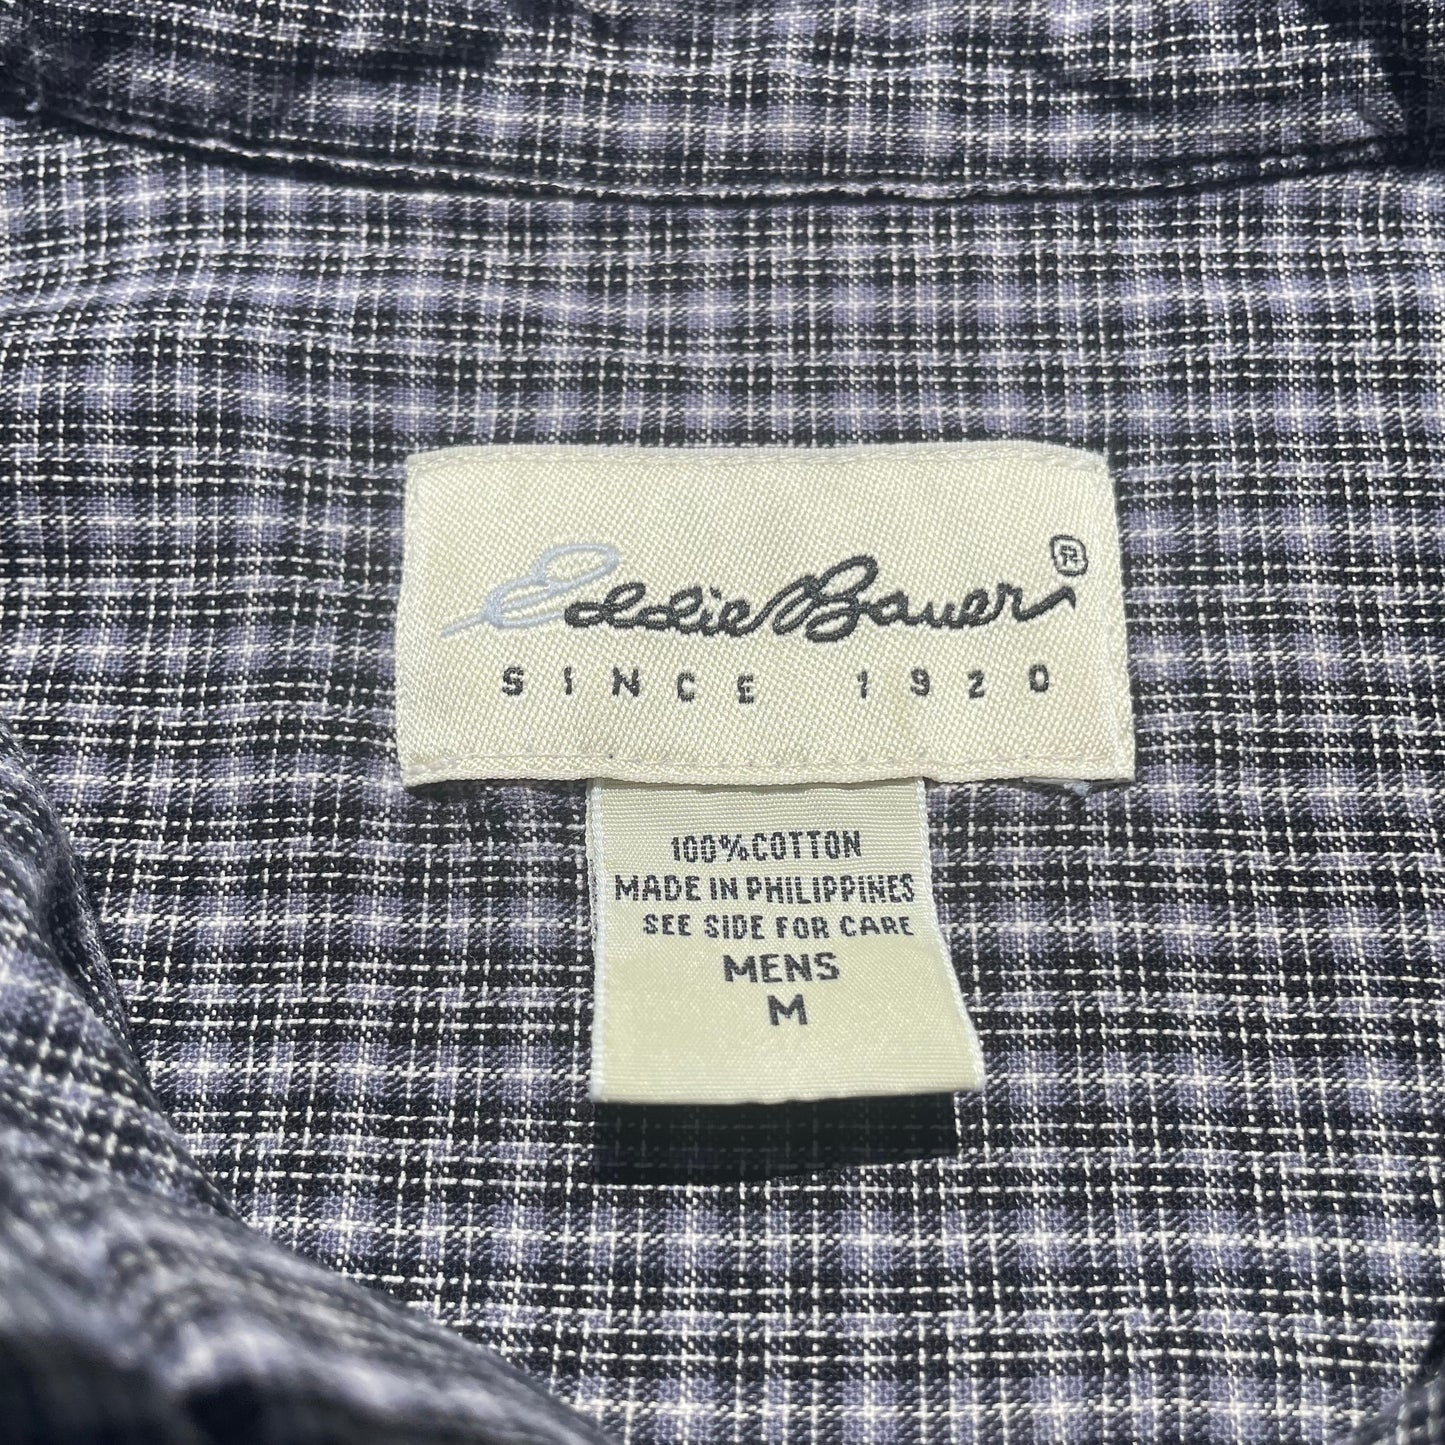 Eddie Bauer®
SINCE 1920
100% COTTON
MADE IN PHILIPPINES
SEE SIDE FOR CARE
MENS
M